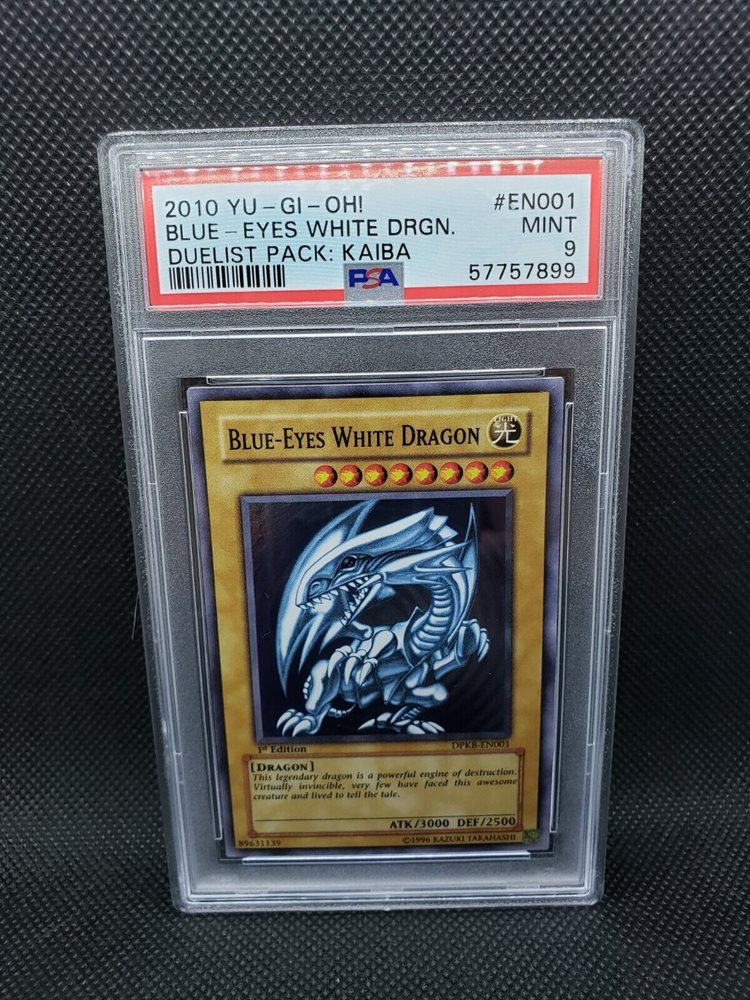 2010 YU-GI-OH! #EN001
BLUE-EYES WHITE DRGN. MINT
DUELIST PACK: KAIBA 9
PSA 57757899
BLUE-EYES WHITE DRAGON
LIGHT
光
1st Edition DPKB-EN001
[DRAGON]
This legendary dragon is a powerful engine of destruction.
Virtually invincible, very few have faced this awesome
creature and lived to tell the tale.
ATK/3000 DEF/2500
89631139 ©1996 KAZUKI TAKAHASHI